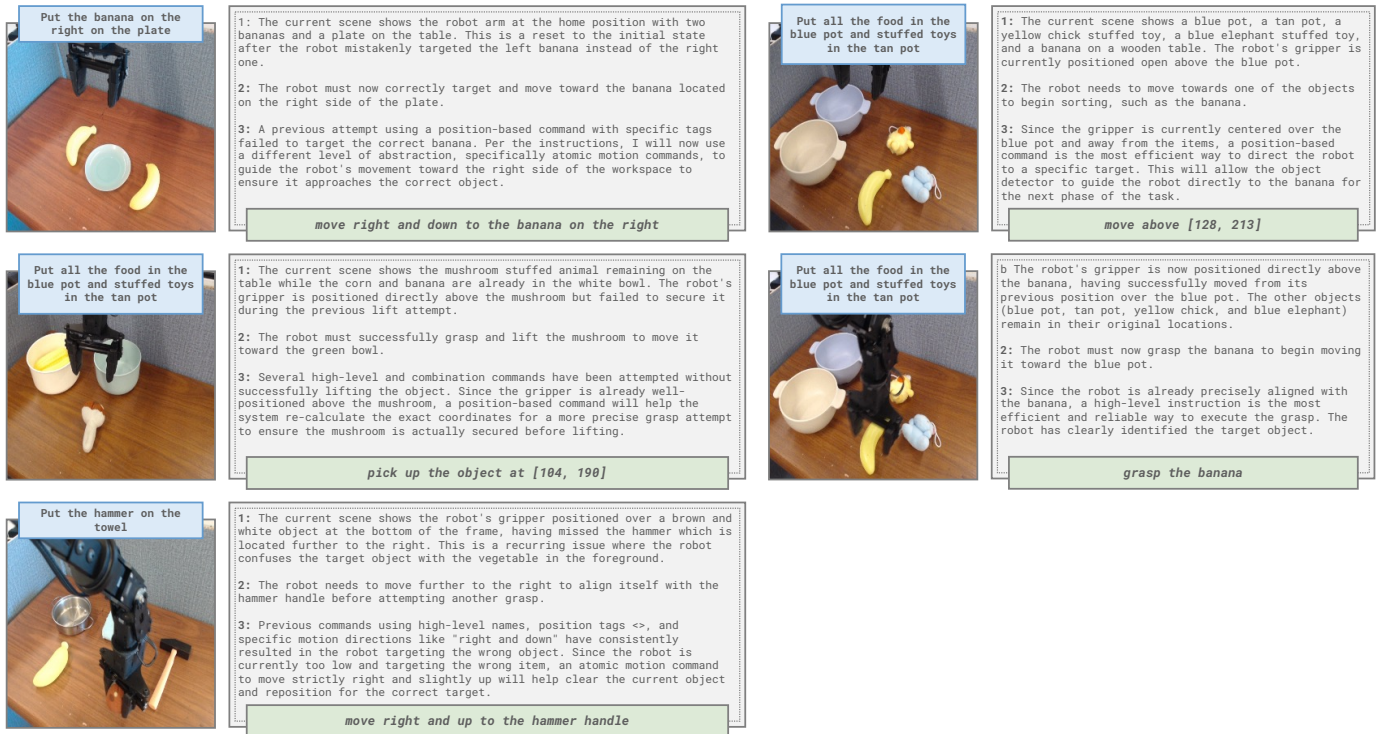 Put the banana on the
right on the plate
1: The current scene shows the robot arm at the home position with two
bananas and a plate on the table. This is a reset to the initial state
after the robot mistakenly targeted the left banana instead of the right
one.
2: The robot must now correctly target and move toward the banana located
on the right side of the plate.
3: A previous attempt using a position-based command with specific tags
failed to target the correct banana. Per the instructions, I will now use
a different level of abstraction, specifically atomic motion commands, to
guide the robot's movement toward the right side of the workspace to
ensure it approaches the correct object.
move right and down to the banana on the right
Put all the food in the
blue pot and stuffed toys
in the tan pot
1: The current scene shows a blue pot, a tan pot, a
yellow chick stuffed toy, a blue elephant stuffed toy,
and a banana on a wooden table. The robot's gripper is
currently positioned open above the blue pot.
2: The robot needs to move towards one of the objects
to begin sorting, such as the banana.
3: Since the gripper is currently centered over the
blue pot and away from the items, a position-based
command is the most efficient way to direct the robot
to a specific target. This will allow the object
detector to guide the robot directly to the banana for
the next phase of the task.
move above [128, 213]
Put all the food in the
blue pot and stuffed toys
in the tan pot
1: The current scene shows the mushroom stuffed animal remaining on the
table while the corn and banana are already in the white bowl. The robot's
gripper is positioned directly above the mushroom but failed to secure it
during the previous lift attempt.
2: The robot must successfully grasp and lift the mushroom to move it
toward the green bowl.
3: Several high-level and combination commands have been attempted without
successfully lifting the object. Since the gripper is already well-
positioned above the mushroom, a position-based command will help the
system re-calculate the exact coordinates for a more precise grasp attempt
to ensure the mushroom is actually secured before lifting.
pick up the object at [104, 190]
Put all the food in the
blue pot and stuffed toys
in the tan pot
b The robot's gripper is now positioned directly above
the banana, having successfully moved from its
previous position over the blue pot. The other objects
(blue pot, tan pot, yellow chick, and blue elephant)
remain in their original locations.
2: The robot must now grasp the banana to begin moving
it toward the blue pot.
3: Since the robot is already precisely aligned with
the banana, a high-level instruction is the most
efficient and reliable way to execute the grasp. The
robot has clearly identified the target object.
grasp the banana
Put the hammer on the
towel
1: The current scene shows the robot's gripper positioned over a brown and
white object at the bottom of the frame, having missed the hammer which is
located further to the right. This is a recurring issue where the robot
confuses the target object with the vegetable in the foreground.
2: The robot needs to move further to the right to align itself with the
hammer handle before attempting another grasp.
3: Previous commands using high-level names, position tags <>, and
specific motion directions like "right and down" have consistently
resulted in the robot targeting the wrong object. Since the robot is
currently too low and targeting the wrong item, an atomic motion command
to move strictly right and slightly up will help clear the current object
and reposition for the correct target.
move right and up to the hammer handle